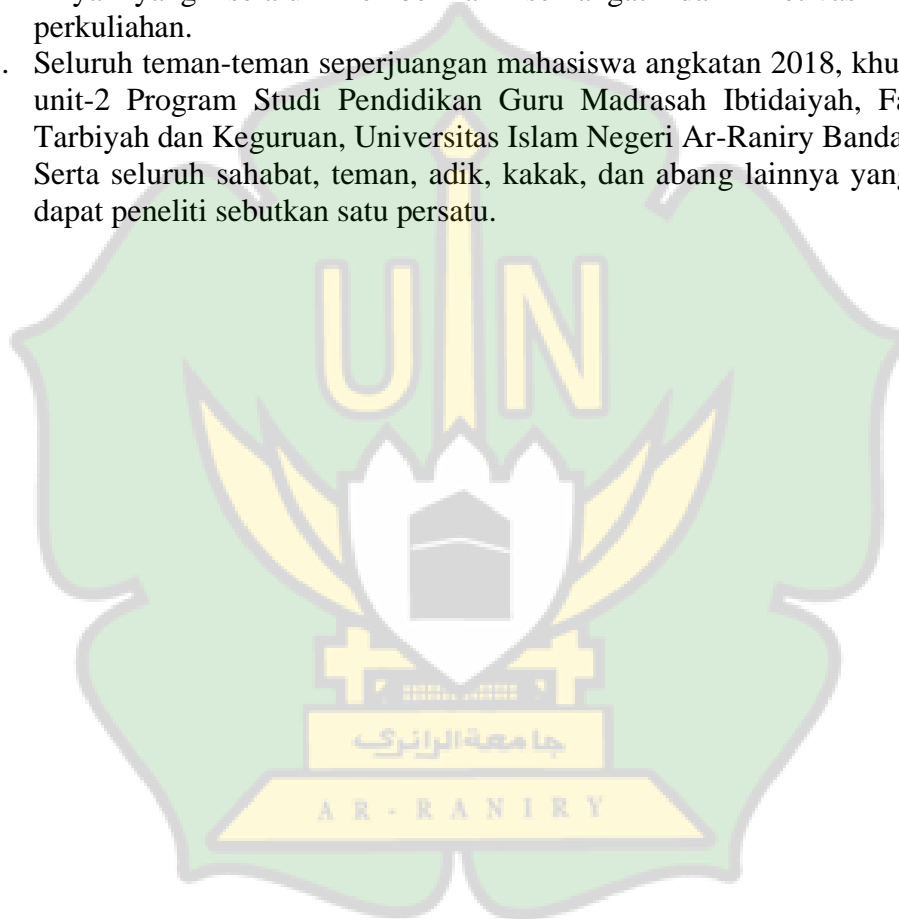 perkuliahan.
. Seluruh teman-teman seperjuangan mahasiswa angkatan 2018, khu
unit-2 Program Studi Pendidikan Guru Madrasah Ibtidaiyah, Fa
Tarbiyah dan Keguruan, Universitas Islam Negeri Ar-Raniry Banda
Serta seluruh sahabat, teman, adik, kakak, dan abang lainnya yang
dapat peneliti sebutkan satu persatu.
UIN
جامعة الرانري
AR-RANIRY